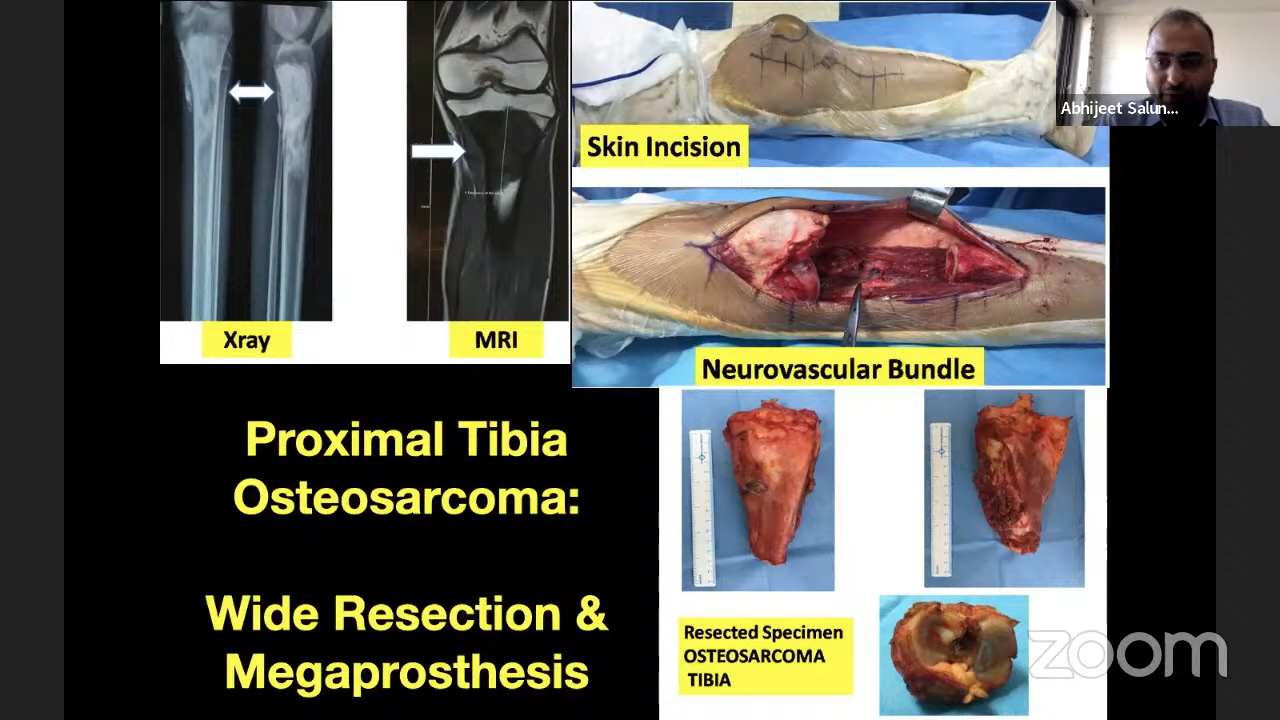 Abhijeet Salun...
Skin Incision
Xray
MRI
Neurovascular Bundle
Proximal Tibia
Osteosarcoma:
Wide Resection &
Megaprosthesis
Resected Specimen
OSTEOSARCOMA
TIBIA
zoom